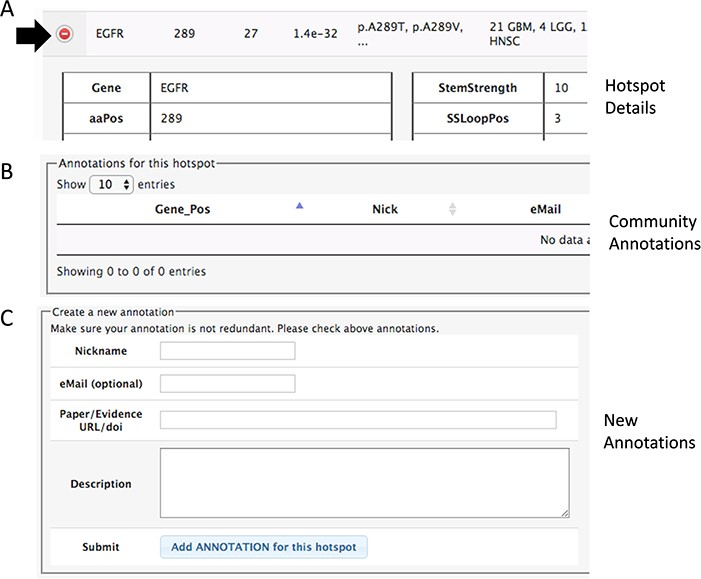 A
EGFR 289 27 1.4e-32 p.A289T, p.A289V, ... 21 GBM, 4 LGG, 1 HNSC
Gene EGFR StemStrength 10
aaPos 289 SSLoopPos 3
Hotspot Details
B
Annotations for this hotspot
Show 10 entries
Gene_Pos Nick eMail
No data a
Showing 0 to 0 of 0 entries
Community Annotations
C
Create a new annotation
Make sure your annotation is not redundant. Please check above annotations.
Nickname
eMail (optional)
Paper/Evidence
URL/doi
Description
Submit Add ANNOTATION for this hotspot
New
Annotations